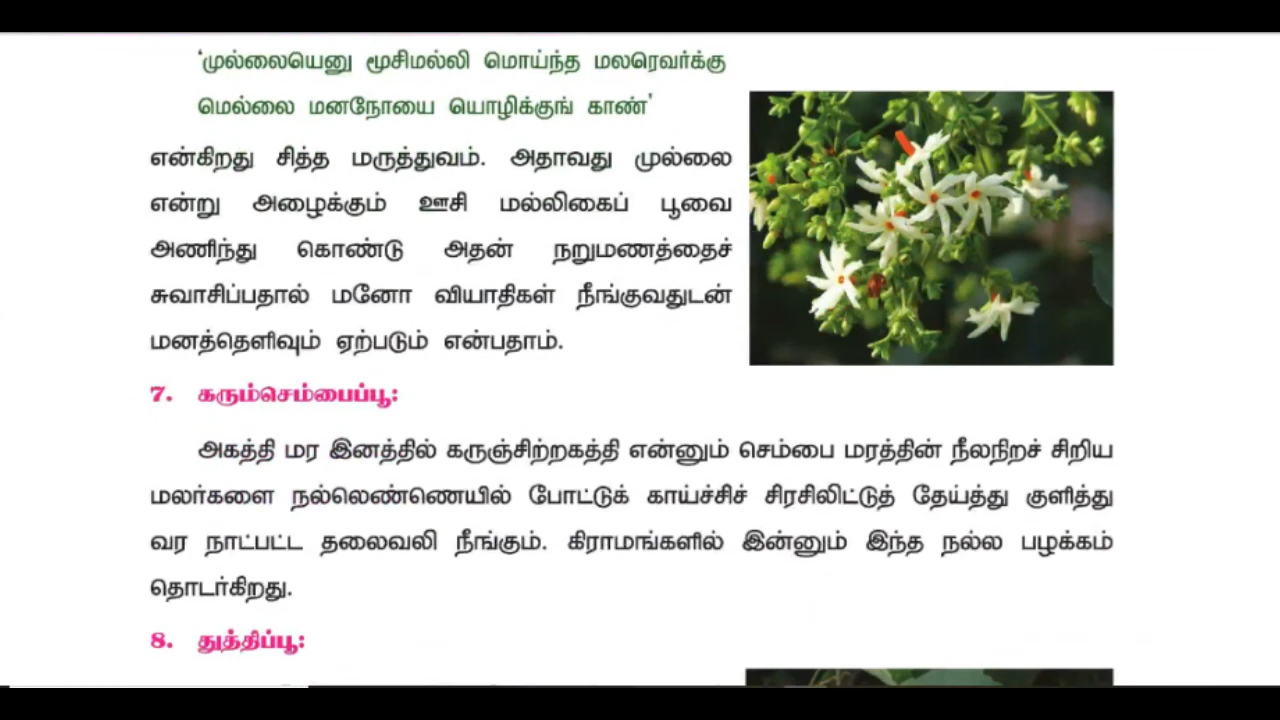 ‘முல்லையெனு மூசிமல்லி மொய்ந்த மலரெவர்க்கு
மெல்லை மனநோயை யொழிக்குங் காண்’
என்கிறது சித்த மருத்துவம். அதாவது முல்லை
என்று அழைக்கும் ஊசி மல்லிகைப் பூவை
அணிந்து கொண்டு அதன் நறுமணத்தைச்
சுவாசிப்பதால் மனோ வியாதிகள் நீங்குவதுடன்
மனத்தெளிவும் ஏற்படும் என்பதாம்.
7. கரும்செம்பைப்பூ:
அகத்தி மர இனத்தில் கருஞ்சிற்றகத்தி என்னும் செம்பை மரத்தின் நீலநிறச் சிறிய
மலர்களை நல்லெண்ணெயில் போட்டுக் காய்ச்சிச் சிரசிலிட்டுத் தேய்த்து குளித்து
வர நாட்பட்ட தலைவலி நீங்கும். கிராமங்களில் இன்னும் இந்த நல்ல பழக்கம்
தொடர்கிறது.
8. துத்திப்பூ: